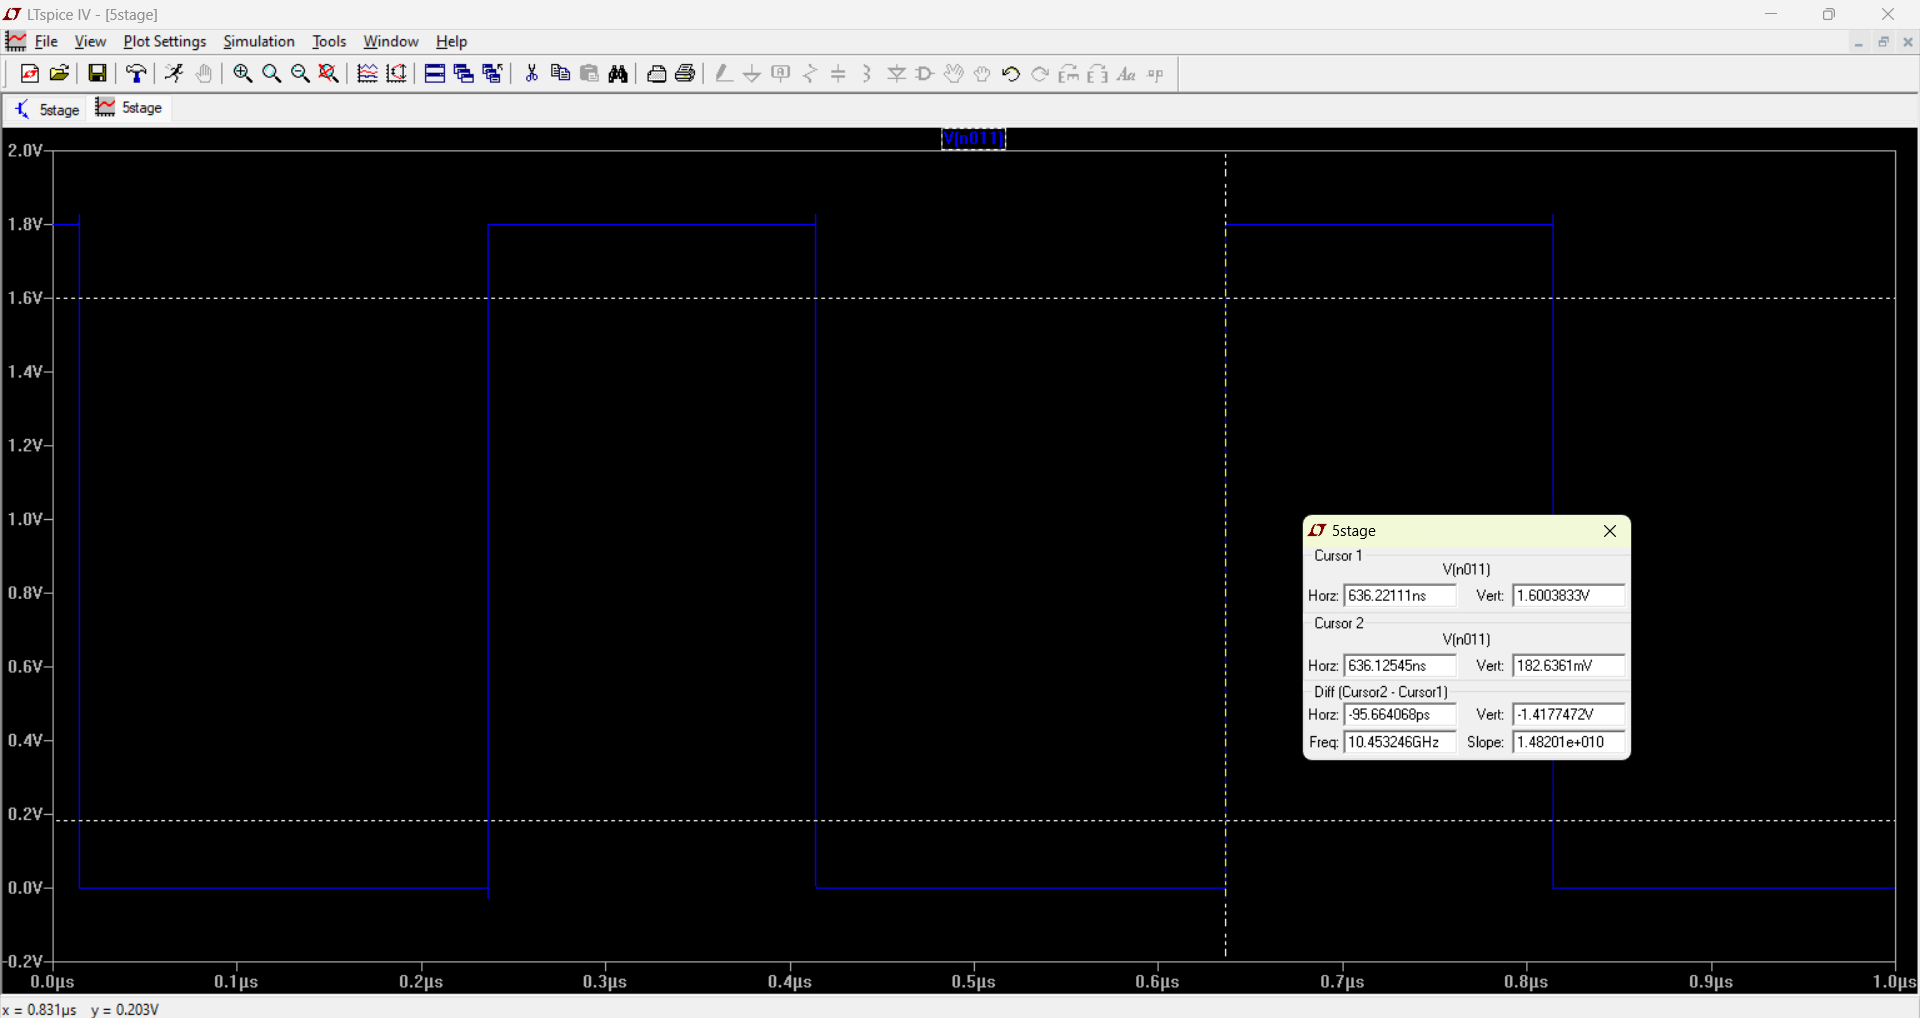 LTspice IV - [5stage]
File View Plot Settings Simulation Tools Window Help
5stage 5stage
V(n011)
2.0V
1.8V
1.6V
1.4V
1.2V
1.0V
0.8V
0.6V
0.4V
0.2V
0.0V
-0.2V
0.0µs 0.1µs 0.2µs 0.3µs 0.4µs 0.5µs 0.6µs 0.7µs 0.8µs 0.9µs 1.0µs
5stage
Cursor 1
V(n011)
Horz: 636.22111ns Vert: 1.6003833V
Cursor 2
V(n011)
Horz: 636.12545ns Vert: 182.6361mV
Diff (Cursor2 - Cursor1)
Horz: -95.664068ps Vert: -1.4177472V
Freq: 10.453246GHz Slope: 1.48201e+010
x = 0.831µs y = 0.203V